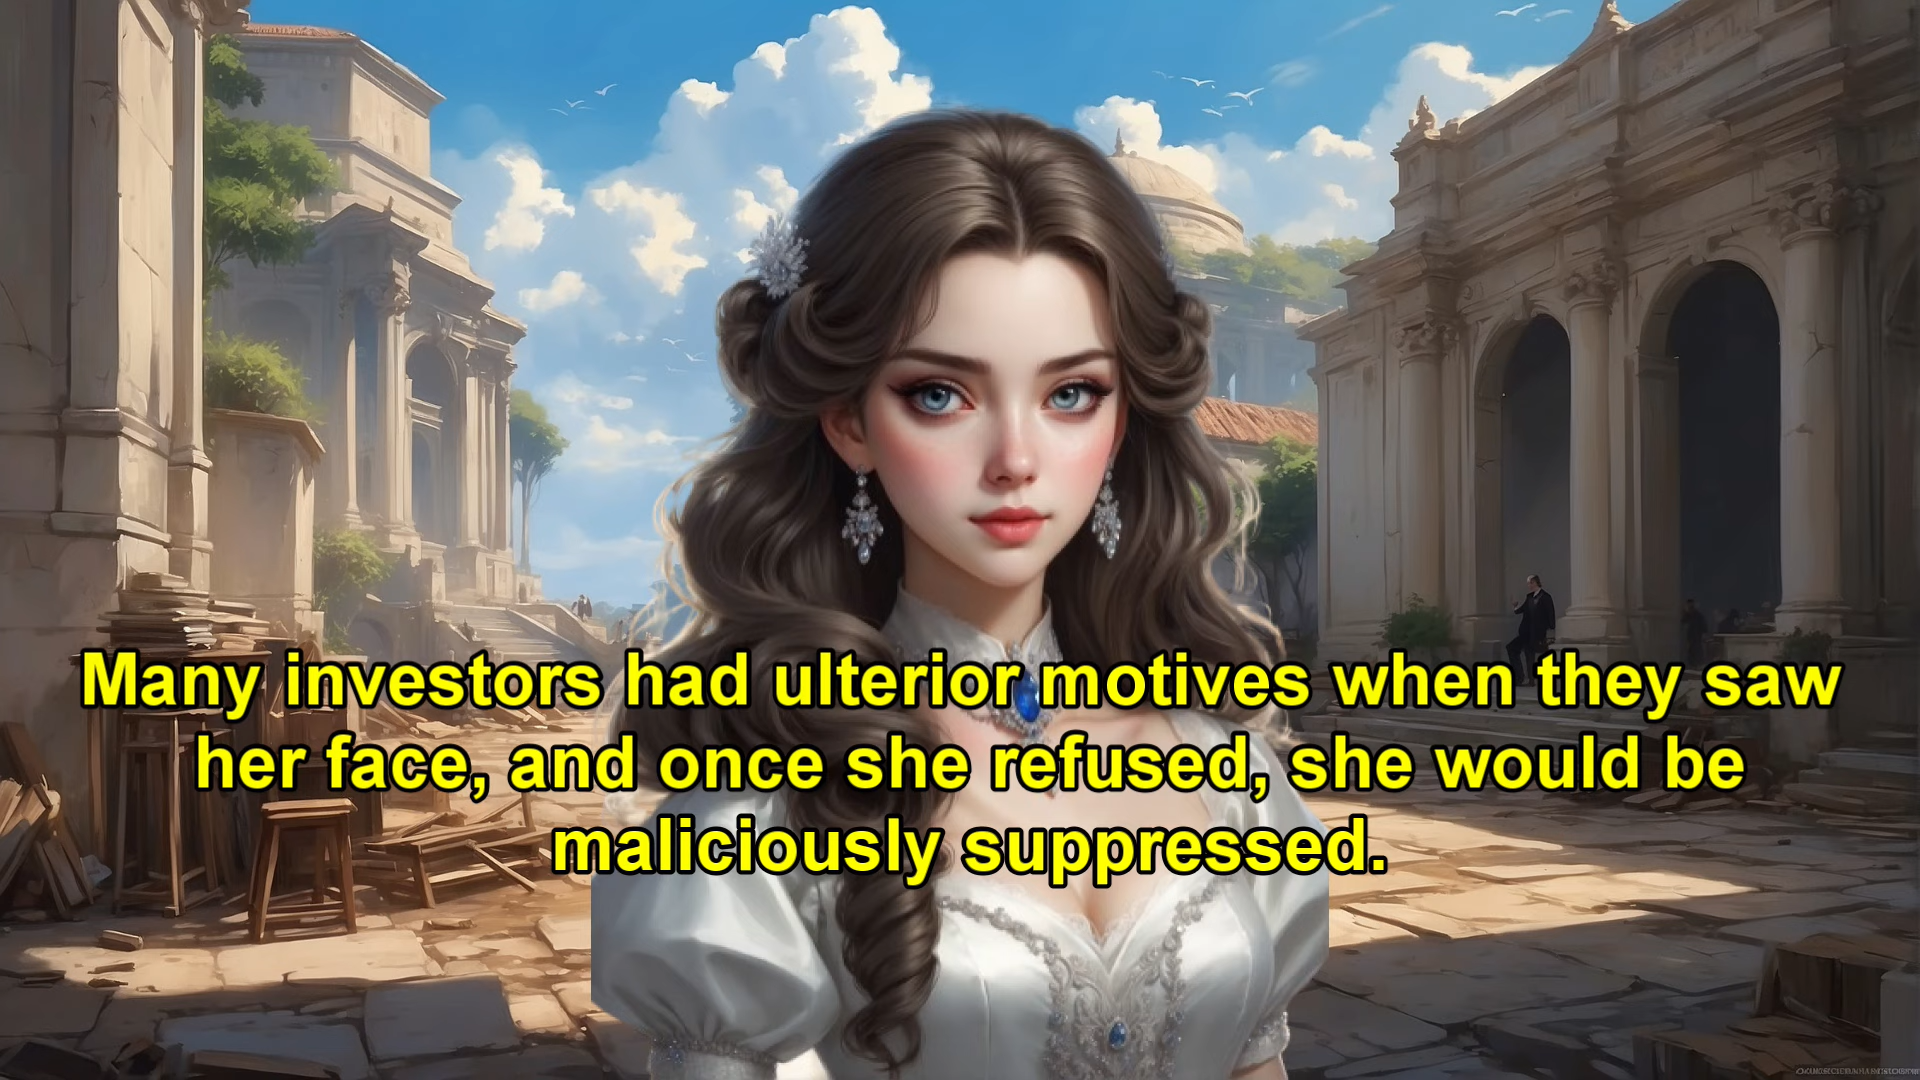 Many investors had ulterior motives when they saw
her face, and once she refused, she would be
maliciously suppressed.